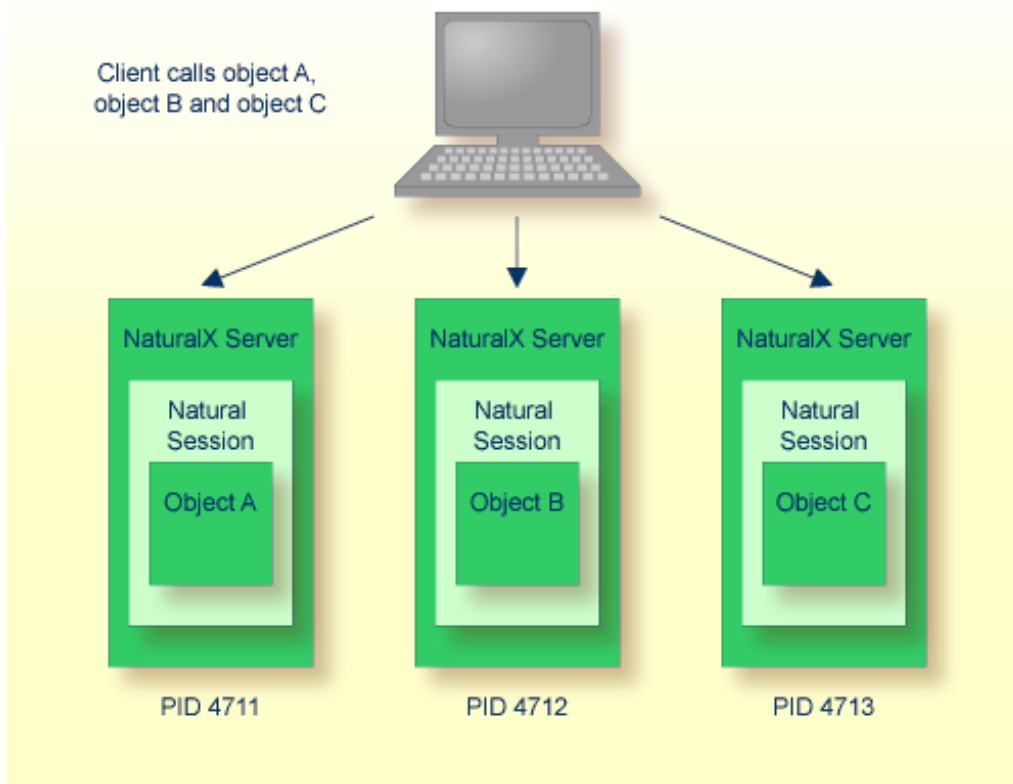 Client calls object A,
object B and object C
NaturalX Server
Natural
Session
Object A
PID 4711
NaturalX Server
Natural
Session
Object B
PID 4712
NaturalX Server
Natural
Session
Object C
PID 4713